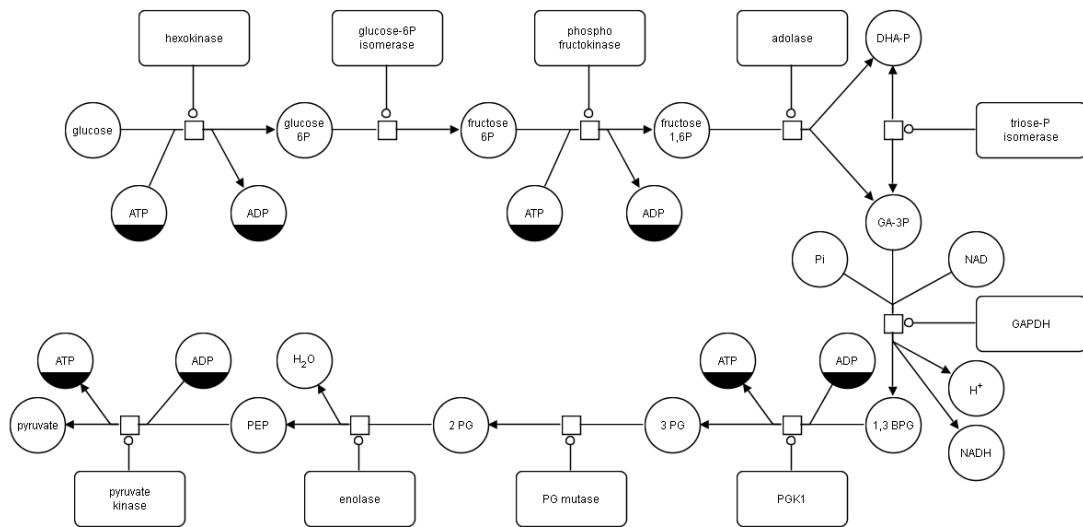 hexokinase
glucose-6P
isomerase
phospho
fructokinase
adolase
DHA-P
glucose
glucose
6P
fructose
6P
fructose
1,6P
triose-P
isomerase
ATP
ADP
ATP
ADP
GA-3P
Pi
NAD
GAPDH
ATP
ADP
H2O
ATP
ADP
H+
pyruvate
PEP
2 PG
3 PG
1,3 BPG
NADH
pyruvate
kinase
enolase
PG mutase
PGK1